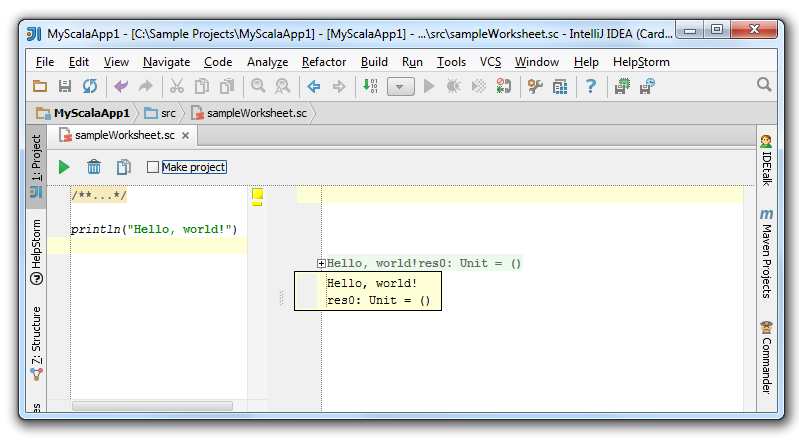 MyScalaApp1 - [C:\Sample Projects\MyScalaApp1] - [MyScalaApp1] - ...\src\sampleWorksheet.sc - IntelliJ IDEA (Card...
File Edit View Navigate Code Analyze Refactor Build Run Tools VCS Window Help HelpStorm
MyScalaApp1 src sampleWorksheet.sc
sampleWorksheet.sc
Make project
1: Project
HelpStorm
Z: Structure
/**...*/
println("Hello, world!")
Hello, world!res0: Unit = ()
Hello, world!
res0: Unit = ()
IDEtalk
m
Maven Projects
Commander